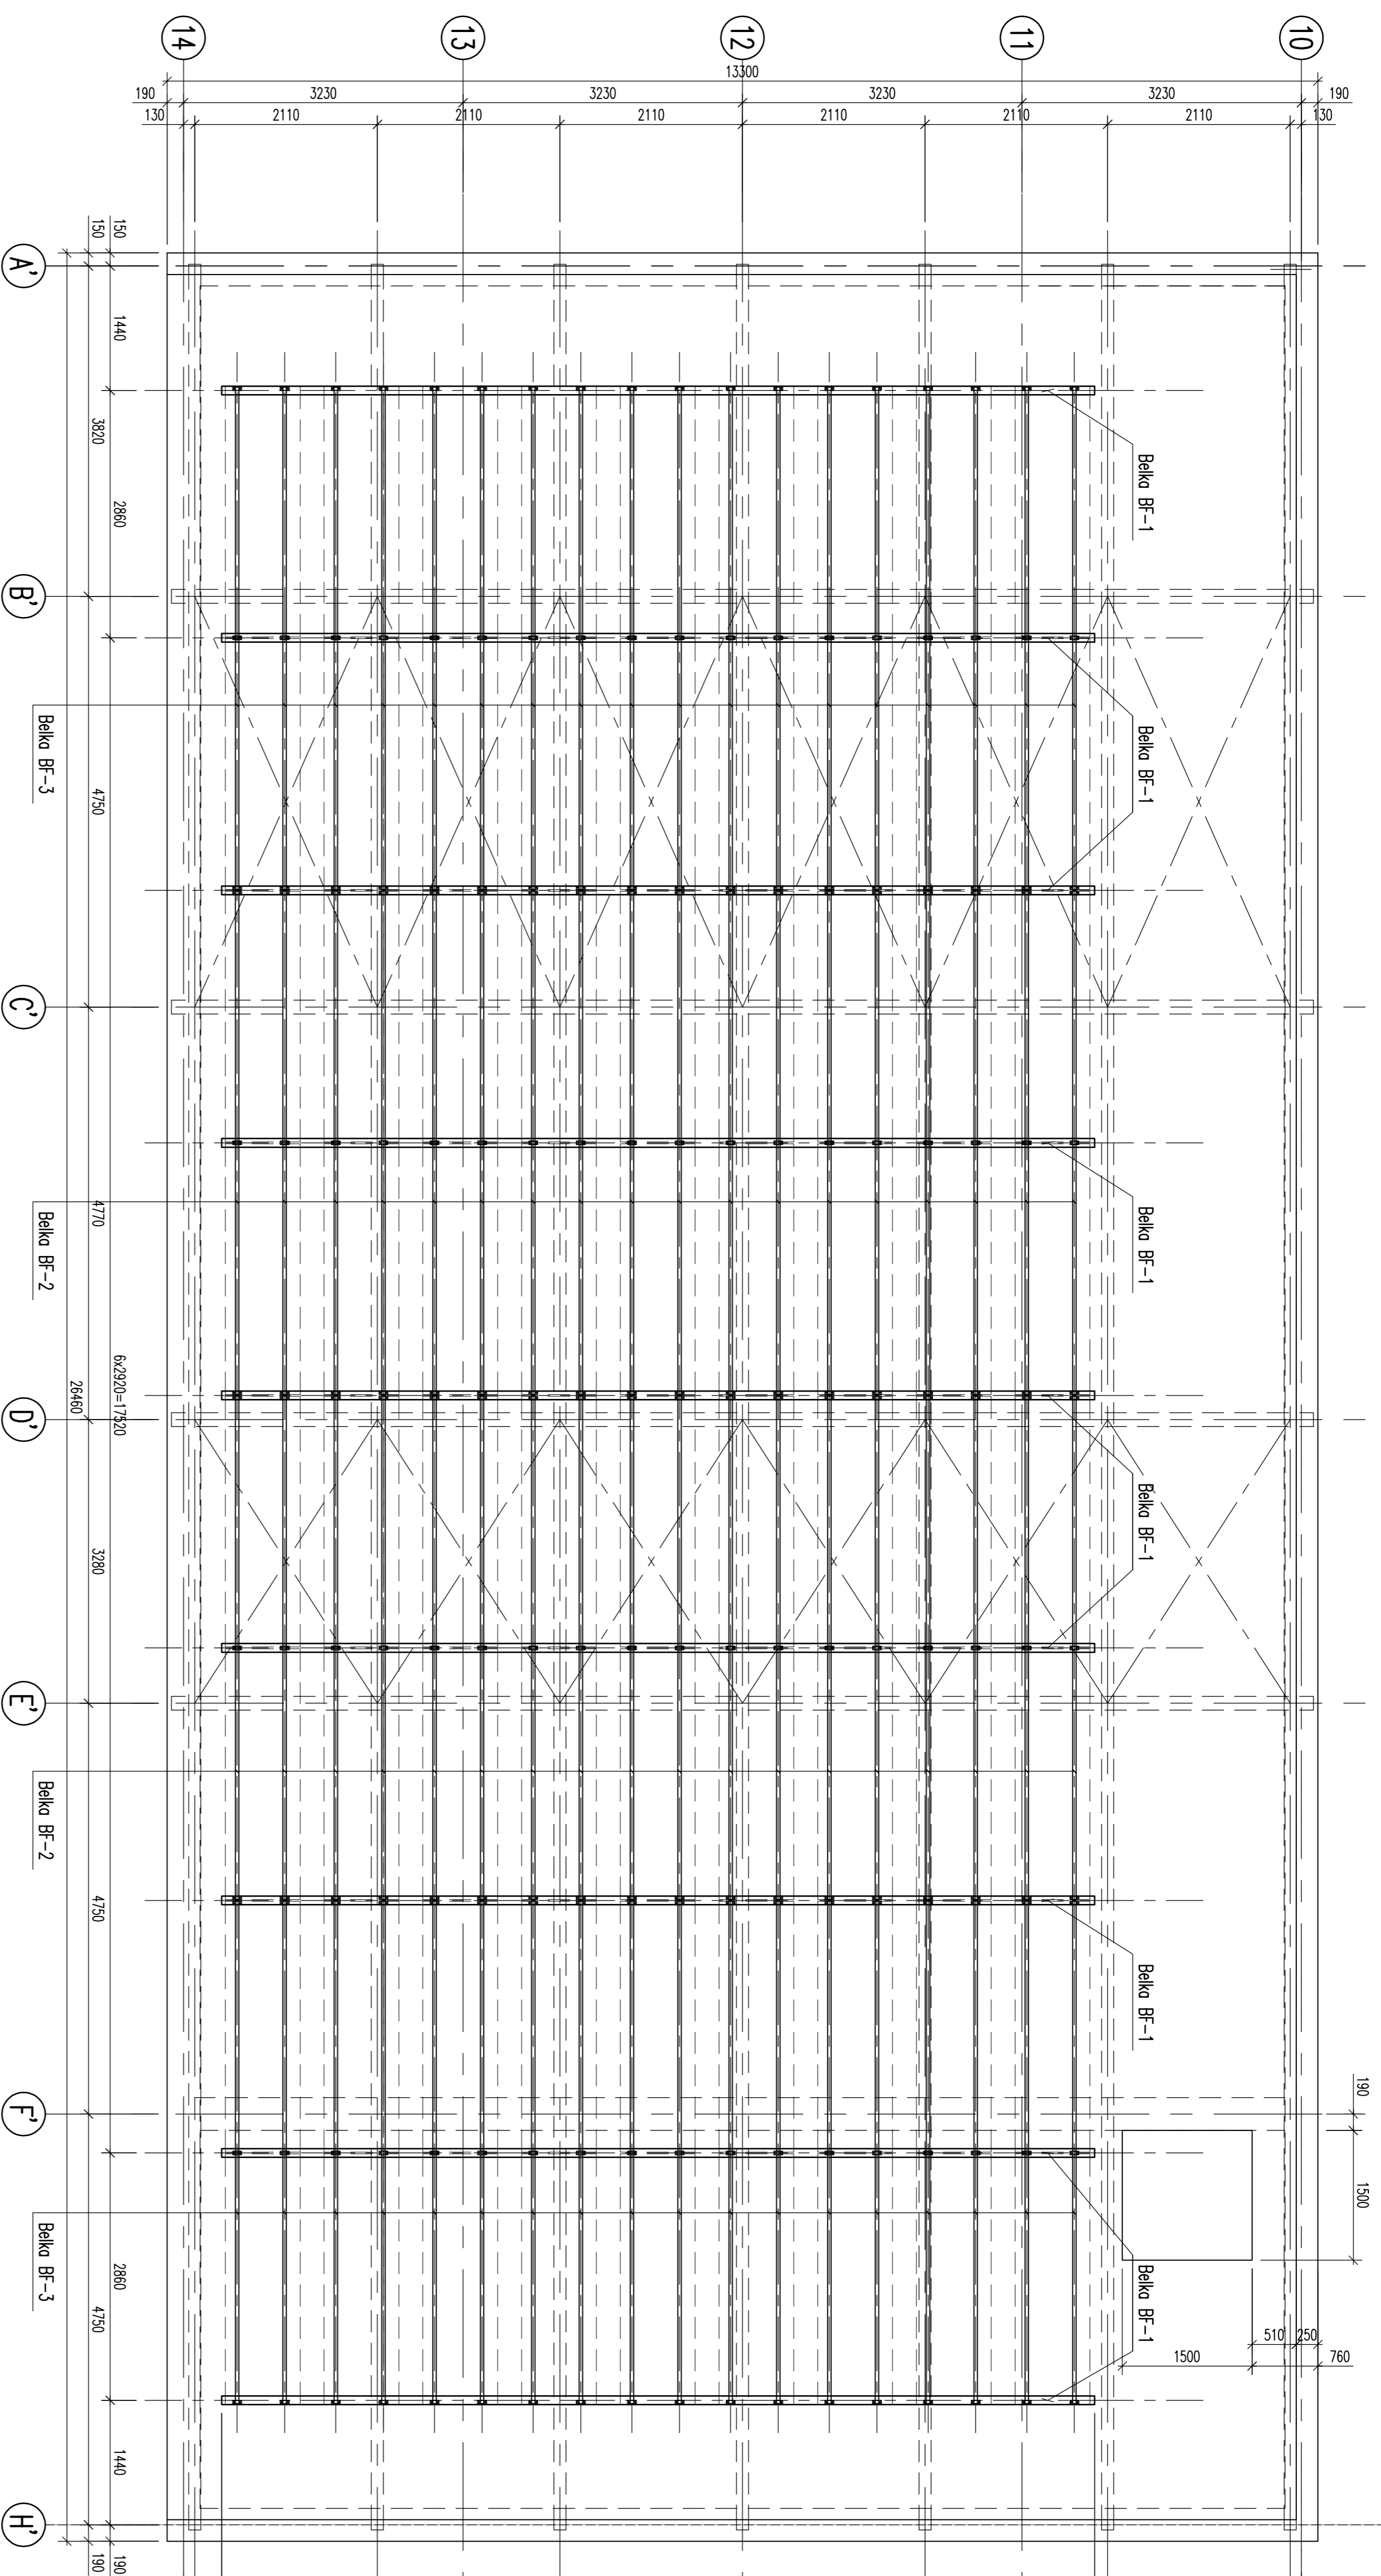 14
13
12
11
10
13300
190
3230
3230
3230
3230
190
130
2110
2110
2110
2110
2110
2110
130
150
150
A'
1440
3820
2860
Belka BF-1
B'
Belka BF-3
4750
Belka BF-1
C'
4770
Belka BF-2
Belka BF-1
6x2920=17520
26460
D'
3280
Belka BF-1
E'
Belka BF-2
4750
Belka BF-1
F'
190
1500
Belka BF-3
2860
4750
Belka BF-1
510
250
1500
760
1440
H'
190
190